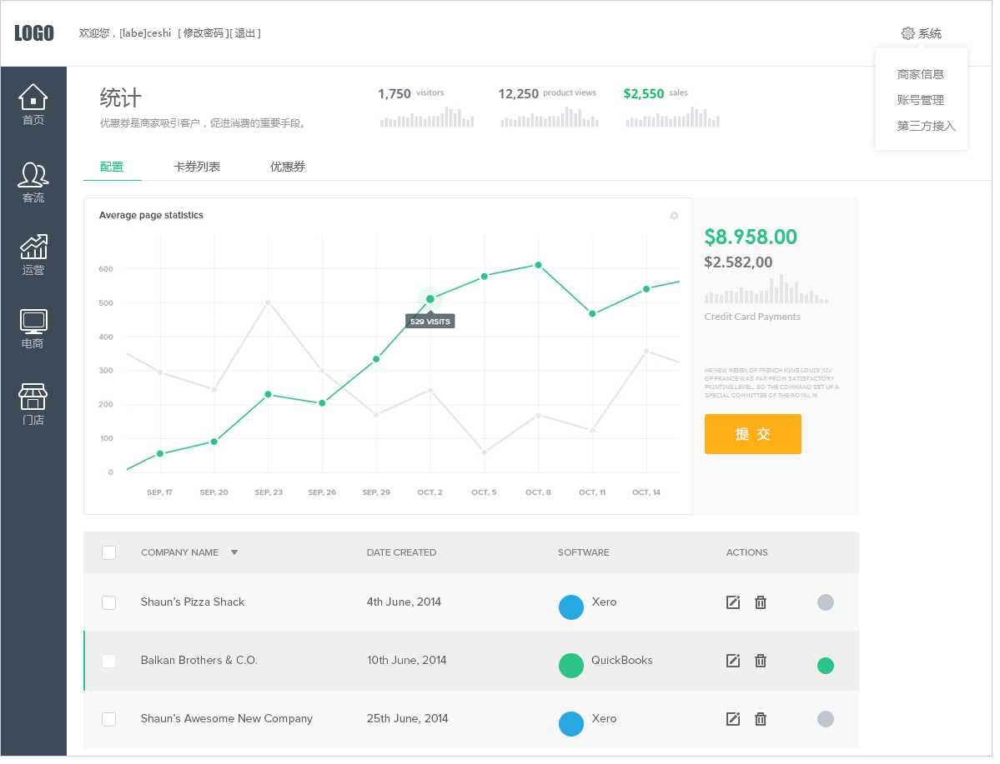 LOGO
欢迎您，[labe]ceshi [ 修改密码 ][ 退出 ]
系统
商家信息
账号管理
第三方接入
首页
客流
运营
电商
门店
统计
优惠券是商家吸引客户，促进消费的重要手段。
1,750 visitors
12,250 product views
$2,550 sales
配置
卡券列表
优惠券
Average page statistics
600
500
400
300
200
100
0
529 VISITS
SEP, 17
SEP, 20
SEP, 23
SEP, 26
SEP, 29
OCT, 2
OCT, 5
OCT, 8
OCT, 11
OCT, 14
$8.958.00
$2.582,00
Credit Card Payments
HE NEW REIGN OF FRENCH KING LOUIS XIV
OF FRANCE WAS FAR FROM SATISFACTORY
PRINTING LEVEL, SO THE COMMAND SET UP A
SPECIAL COMMITTEE OF THE ROYAL M
提 交
COMPANY NAME
DATE CREATED
SOFTWARE
ACTIONS
Shaun’s Pizza Shack
4th June, 2014
Xero
Balkan Brothers & C.O.
10th June, 2014
QuickBooks
Shaun’s Awesome New Company
25th June, 2014
Xero